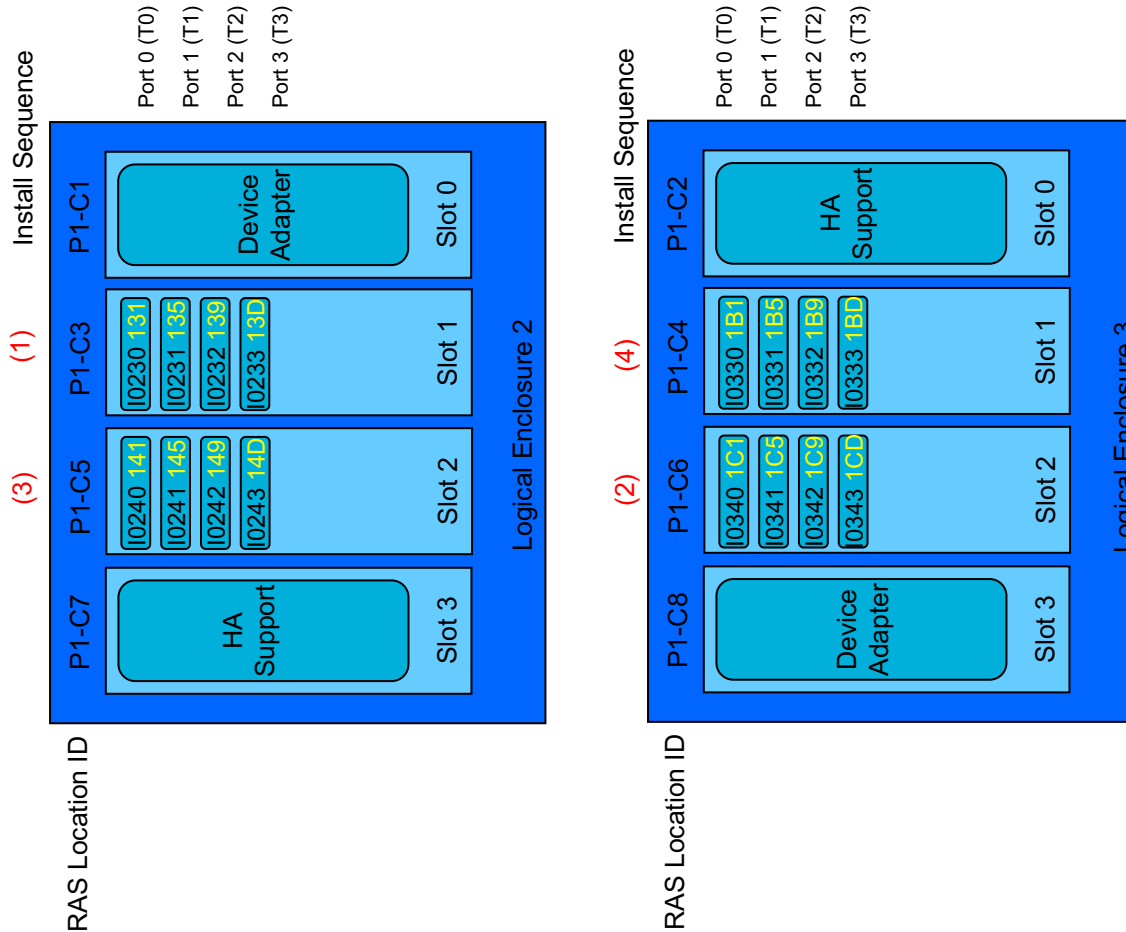 (3) (1) Install Sequence
RAS Location ID P1-C7 P1-C5 P1-C3 P1-C1
I0240 141 I0230 131 Port 0 (T0)
I0241 145 I0231 135 Port 1 (T1)
I0242 149 I0232 139 Port 2 (T2)
I0243 14D I0233 13D Port 3 (T3)
HA
Support
Device
Adapter
Slot 3 Slot 2 Slot 1 Slot 0
Logical Enclosure 2
(2) (4) Install Sequence
RAS Location ID P1-C8 P1-C6 P1-C4 P1-C2
I0340 1C1 I0330 1B1 Port 0 (T0)
I0341 1C5 I0331 1B5 Port 1 (T1)
I0342 1C9 I0332 1B9 Port 2 (T2)
I0343 1CD I0333 1BD Port 3 (T3)
Device
Adapter
HA
Support
Slot 3 Slot 2 Slot 1 Slot 0
Logical Enclosure 3